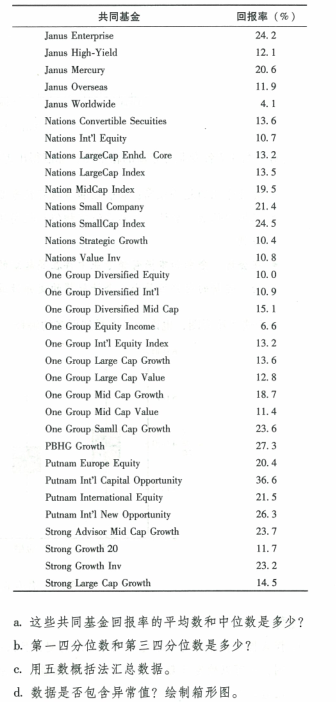 共同基金 回报率（%）
Janus Enterprise 24.2
Janus High-Yield 12.1
Janus Mercury 20.6
Janus Overseas 11.9
Janus Worldwide 4.1
Nations Convertible Secuities 13.6
Nations Int'l Equity 10.7
Nations LargeCap Enhd. Core 13.2
Nations LargeCap Index 13.5
Nation MidCap Index 19.5
Nations Small Company 21.4
Nations SmallCap Index 24.5
Nations Strategic Growth 10.4
Nations Value Inv 10.8
One Group Diversified Equity 10.0
One Group Diversified Int'l 10.9
One Group Diversified Mid Cap 15.1
One Group Equity Income 6.6
One Group Int'l Equity Index 13.2
One Group Large Cap Growth 13.6
One Group Large Cap Value 12.8
One Group Mid Cap Growth 18.7
One Group Mid Cap Value 11.4
One Group Samll Cap Growth 23.6
PBHG Growth 27.3
Putnam Europe Equity 20.4
Putnam Int'l Capital Opportunity 36.6
Putnam International Equity 21.5
Putnam Int'l New Opportunity 26.3
Strong Advisor Mid Cap Growth 23.7
Strong Growth 20 11.7
Strong Growth Inv 23.2
Strong Large Cap Growth 14.5
a. 这些共同基金回报率的平均数和中位数是多少？
b. 第一四分位数和第三四分位数是多少？
c. 用五数概括法汇总数据。
d. 数据是否包含异常值？绘制箱形图。